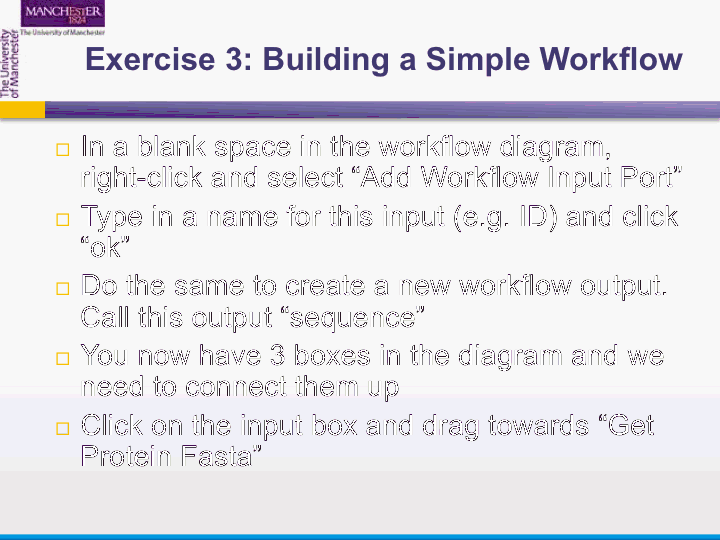 MANCHESTER
1824
The University of Manchester
The University
of Manchester
Exercise 3: Building a Simple Workflow
In a blank space in the workflow diagram,
right-click and select “Add Workflow Input Port”
Type in a name for this input (e.g. ID) and click
“ok”
Do the same to create a new workflow output.
Call this output “sequence”
You now have 3 boxes in the diagram and we
need to connect them up
Click on the input box and drag towards “Get
Protein Fasta”